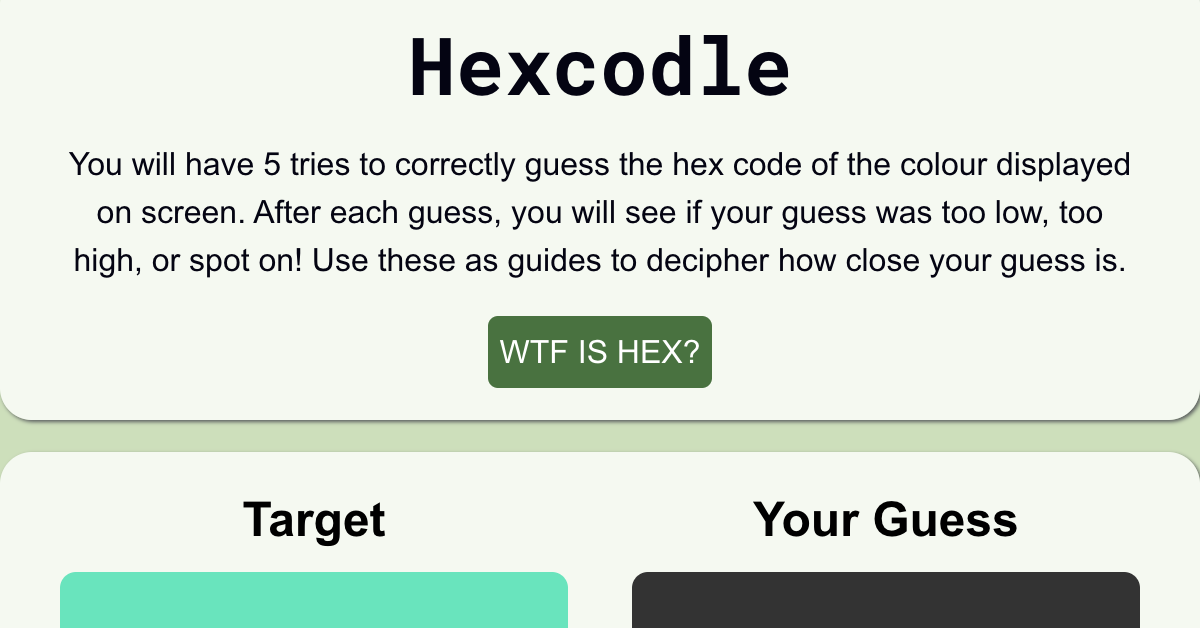 Hexcodle
You will have 5 tries to correctly guess the hex code of the colour displayed
on screen. After each guess, you will see if your guess was too low, too
high, or spot on! Use these as guides to decipher how close your guess is.
WTF IS HEX?
Target
Your Guess